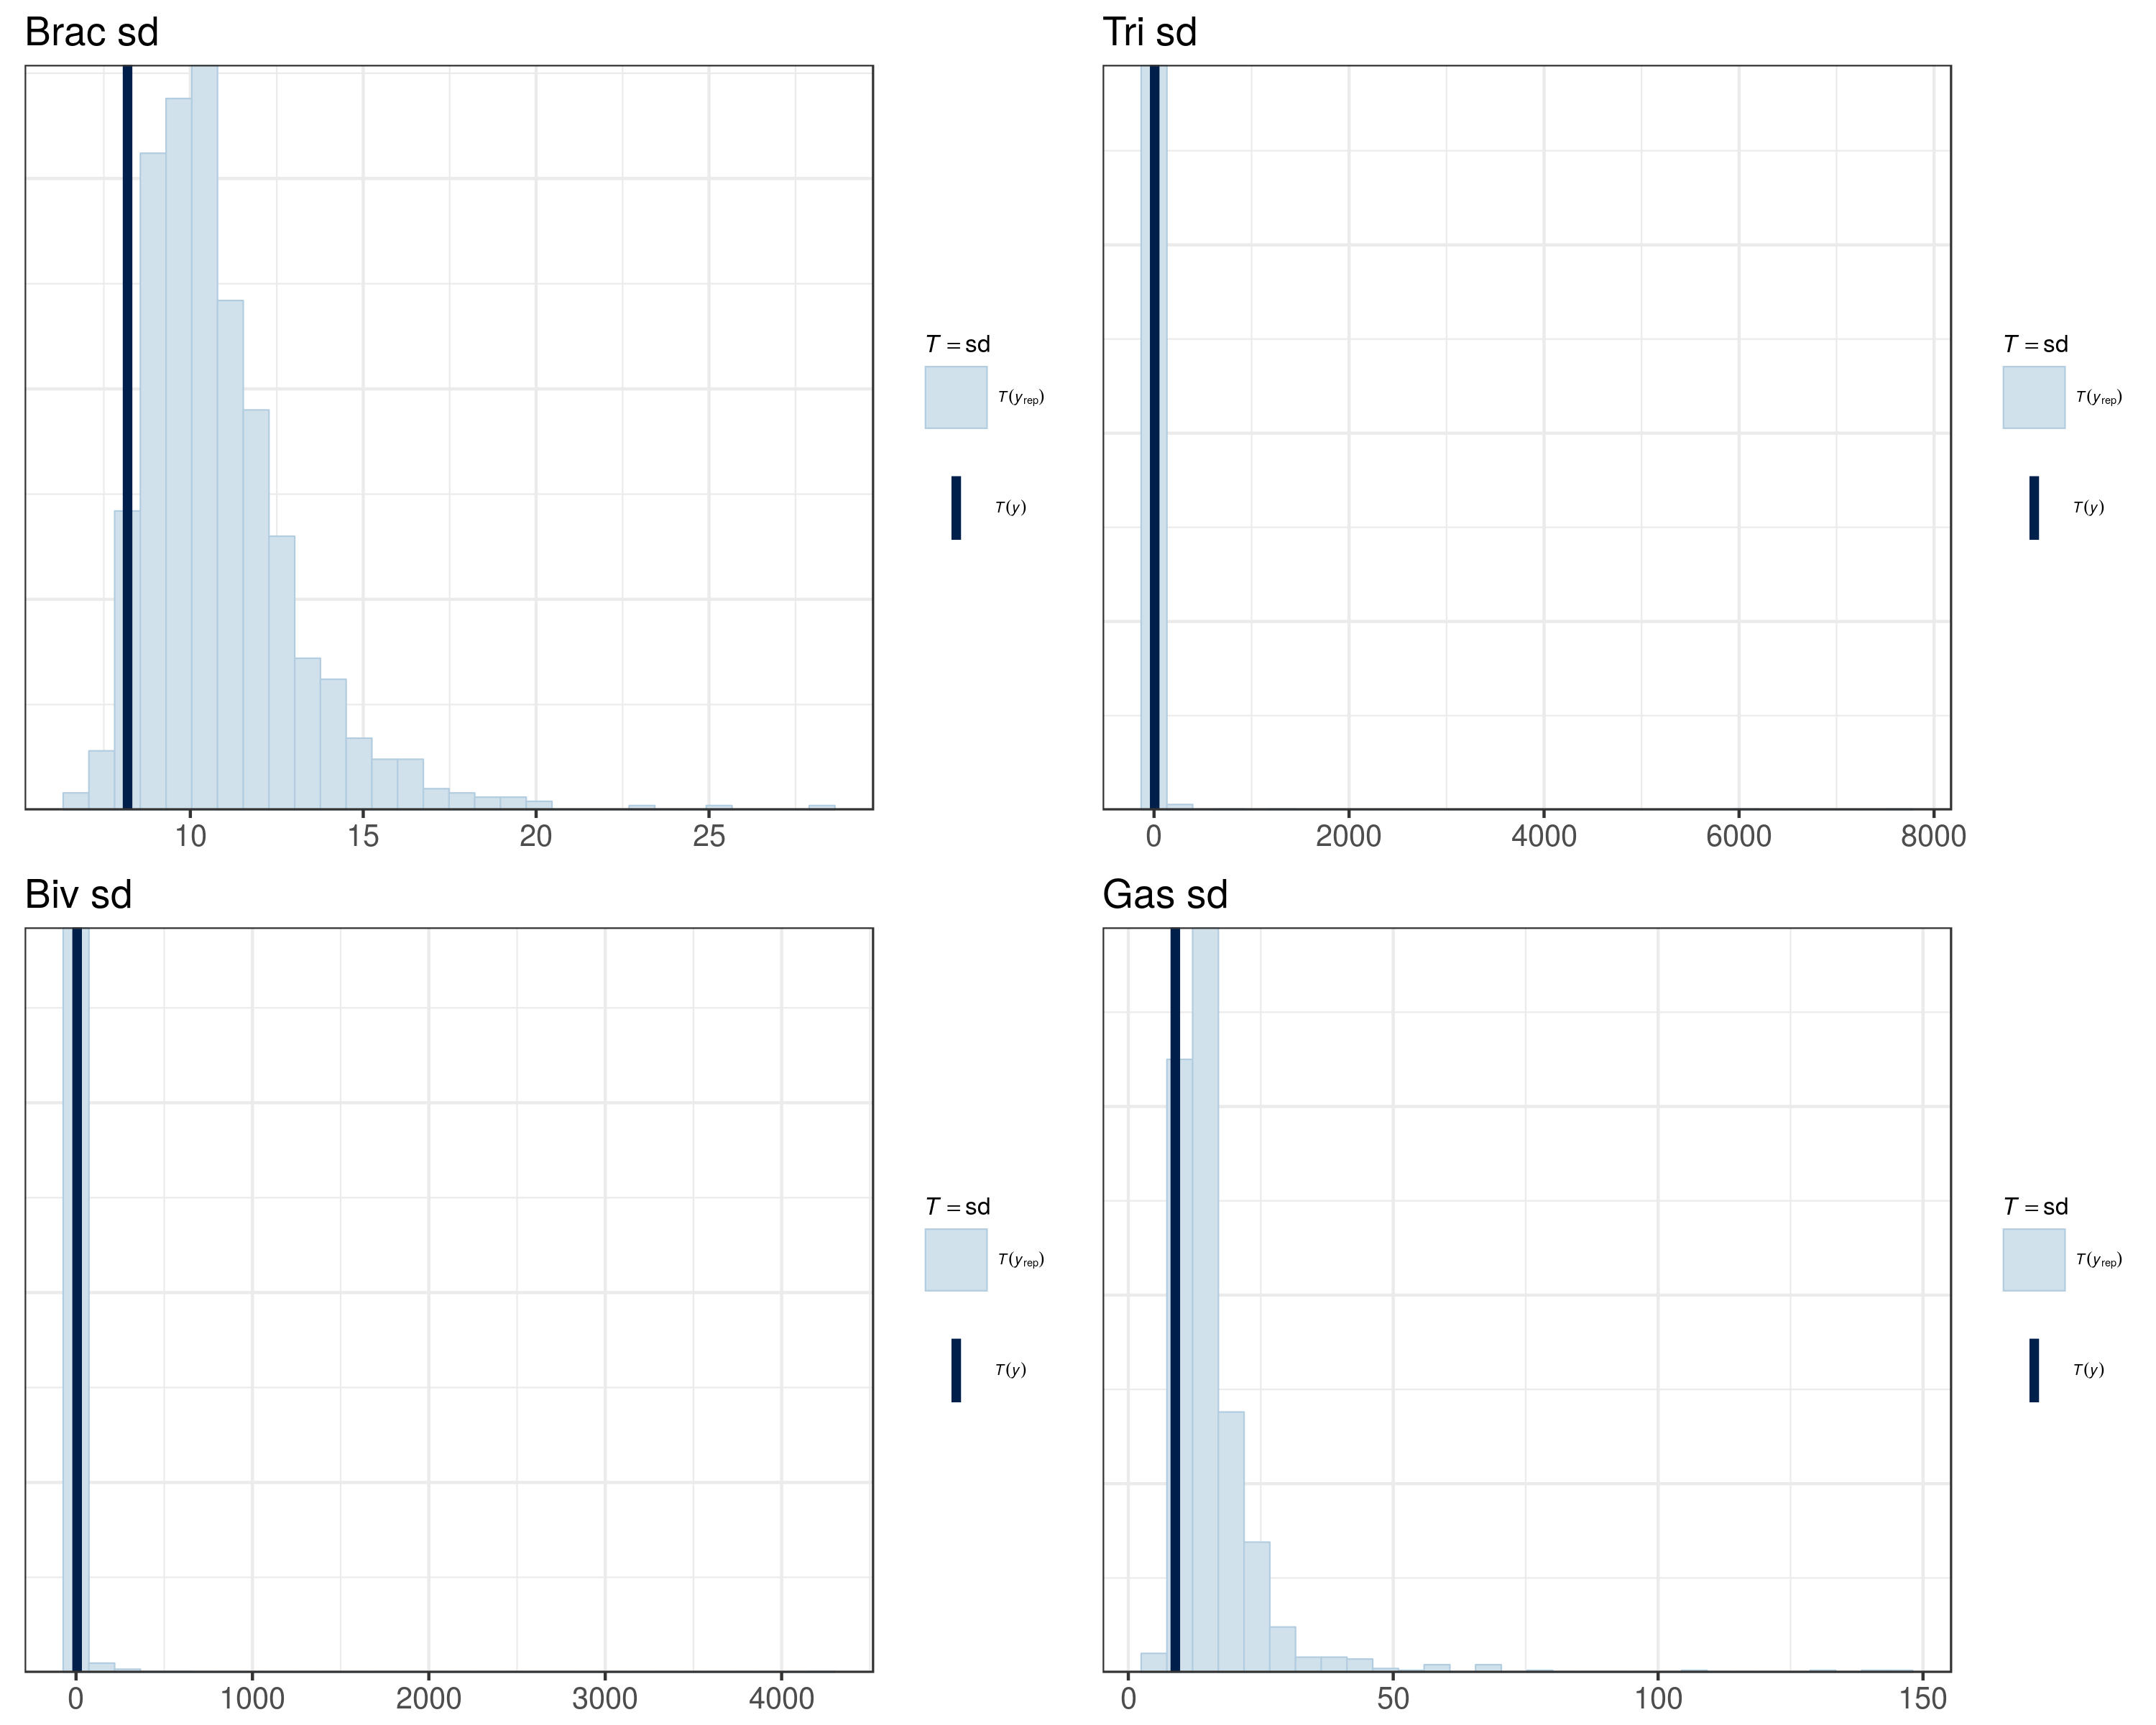 Brac sd
10 15 20 25
T = sd
T(yrep)
T(y)
Tri sd
0 2000 4000 6000 8000
T = sd
T(yrep)
T(y)
Biv sd
0 1000 2000 3000 4000
T = sd
T(yrep)
T(y)
Gas sd
0 50 100 150
T = sd
T(yrep)
T(y)